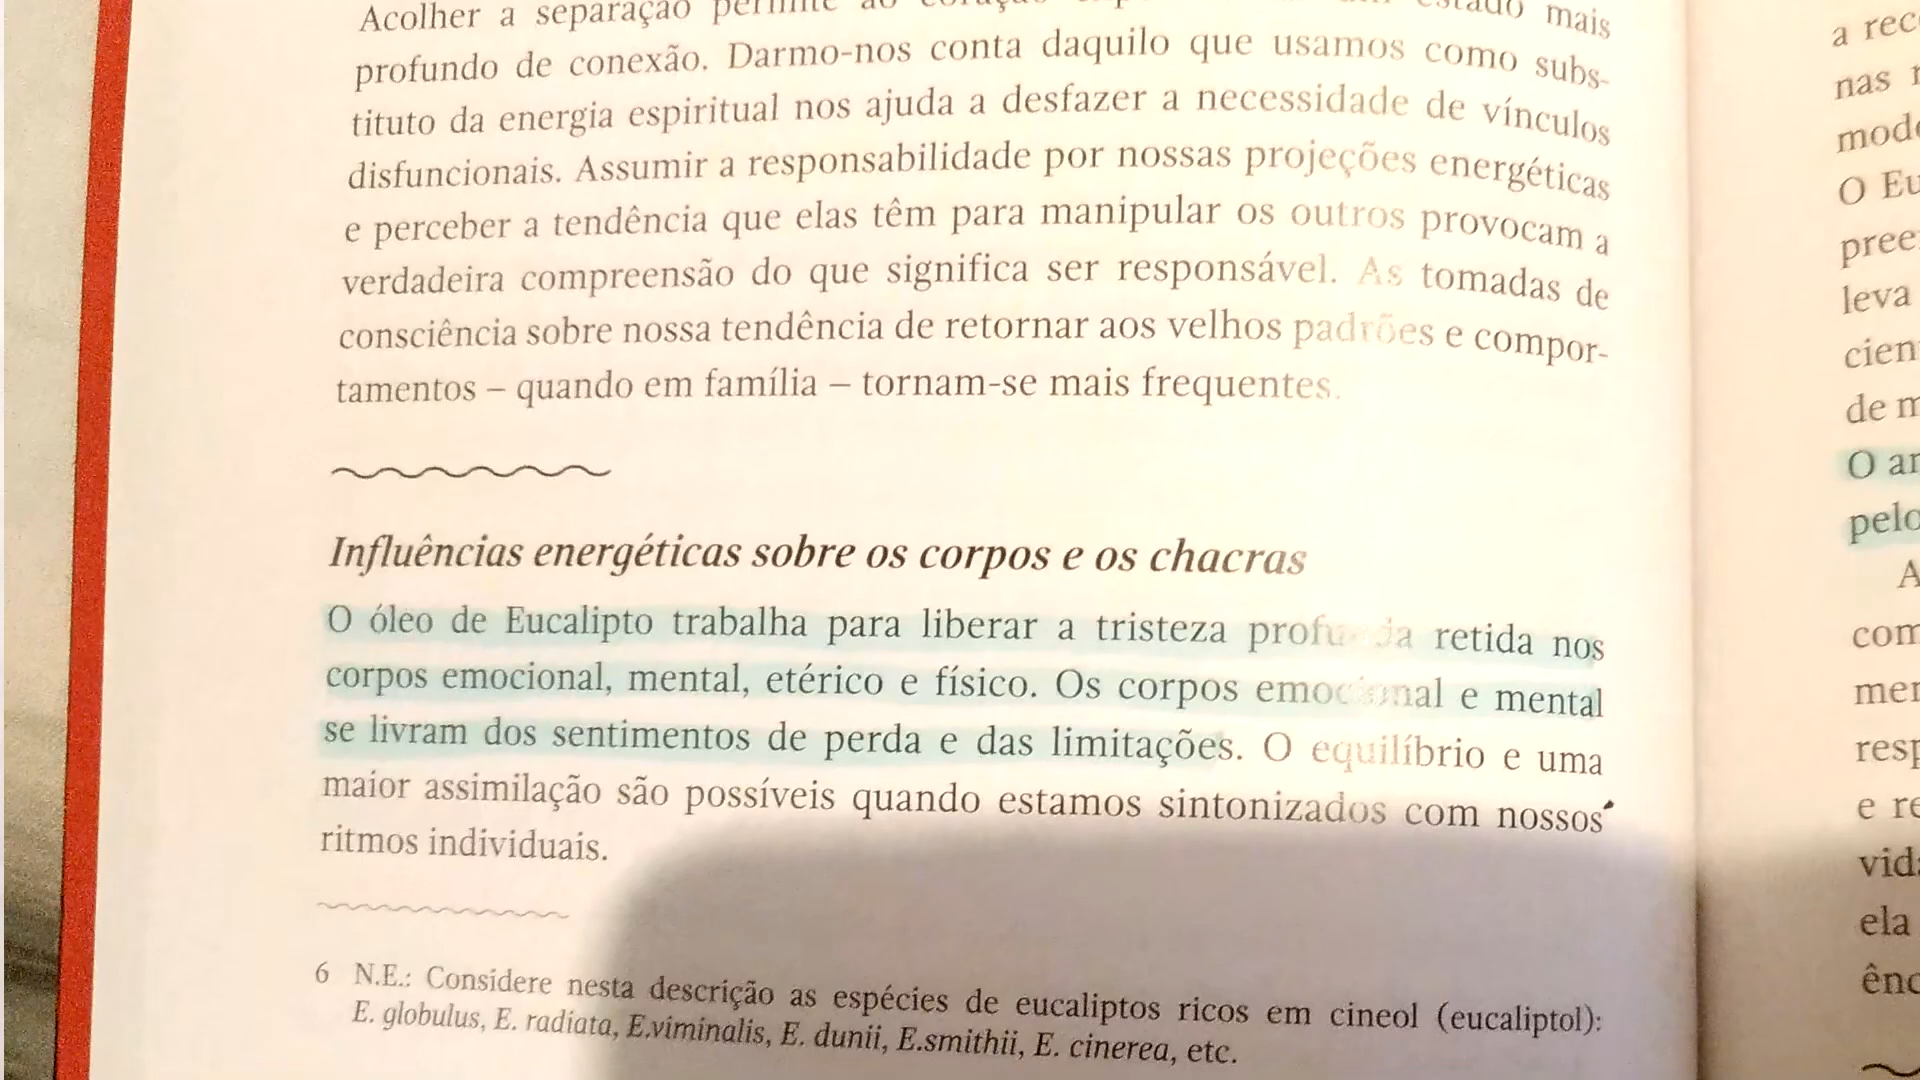 Acolher a separação permite ao estado mais
profundo de conexão. Darmo-nos conta daquilo que usamos como subs-
tituto da energia espiritual nos ajuda a desfazer a necessidade de vínculos
disfuncionais. Assumir a responsabilidade por nossas projeções energéticas
e perceber a tendência que elas têm para manipular os outros provocam a
verdadeira compreensão do que significa ser responsável. As tomadas de
consciência sobre nossa tendência de retornar aos velhos padrões e compor-
tamentos – quando em família – tornam-se mais frequentes.
Influências energéticas sobre os corpos e os chacras
O óleo de Eucalipto trabalha para liberar a tristeza profunda retida nos
corpos emocional, mental, etérico e físico. Os corpos emocional e mental
se livram dos sentimentos de perda e das limitações. O equilíbrio e uma
maior assimilação são possíveis quando estamos sintonizados com nossos
ritmos individuais.
6 N.E.: Considere nesta descrição as espécies de eucaliptos ricos em cineol (eucaliptol):
E. globulus, E. radiata, E.viminalis, E. dunii, E.smithii, E. cinerea, etc.
a rec
nas
mode
O Eu
pree
leva
cien
de m
O ar
pelo
A
com
mer
resp
e re
vida
ela
ênc